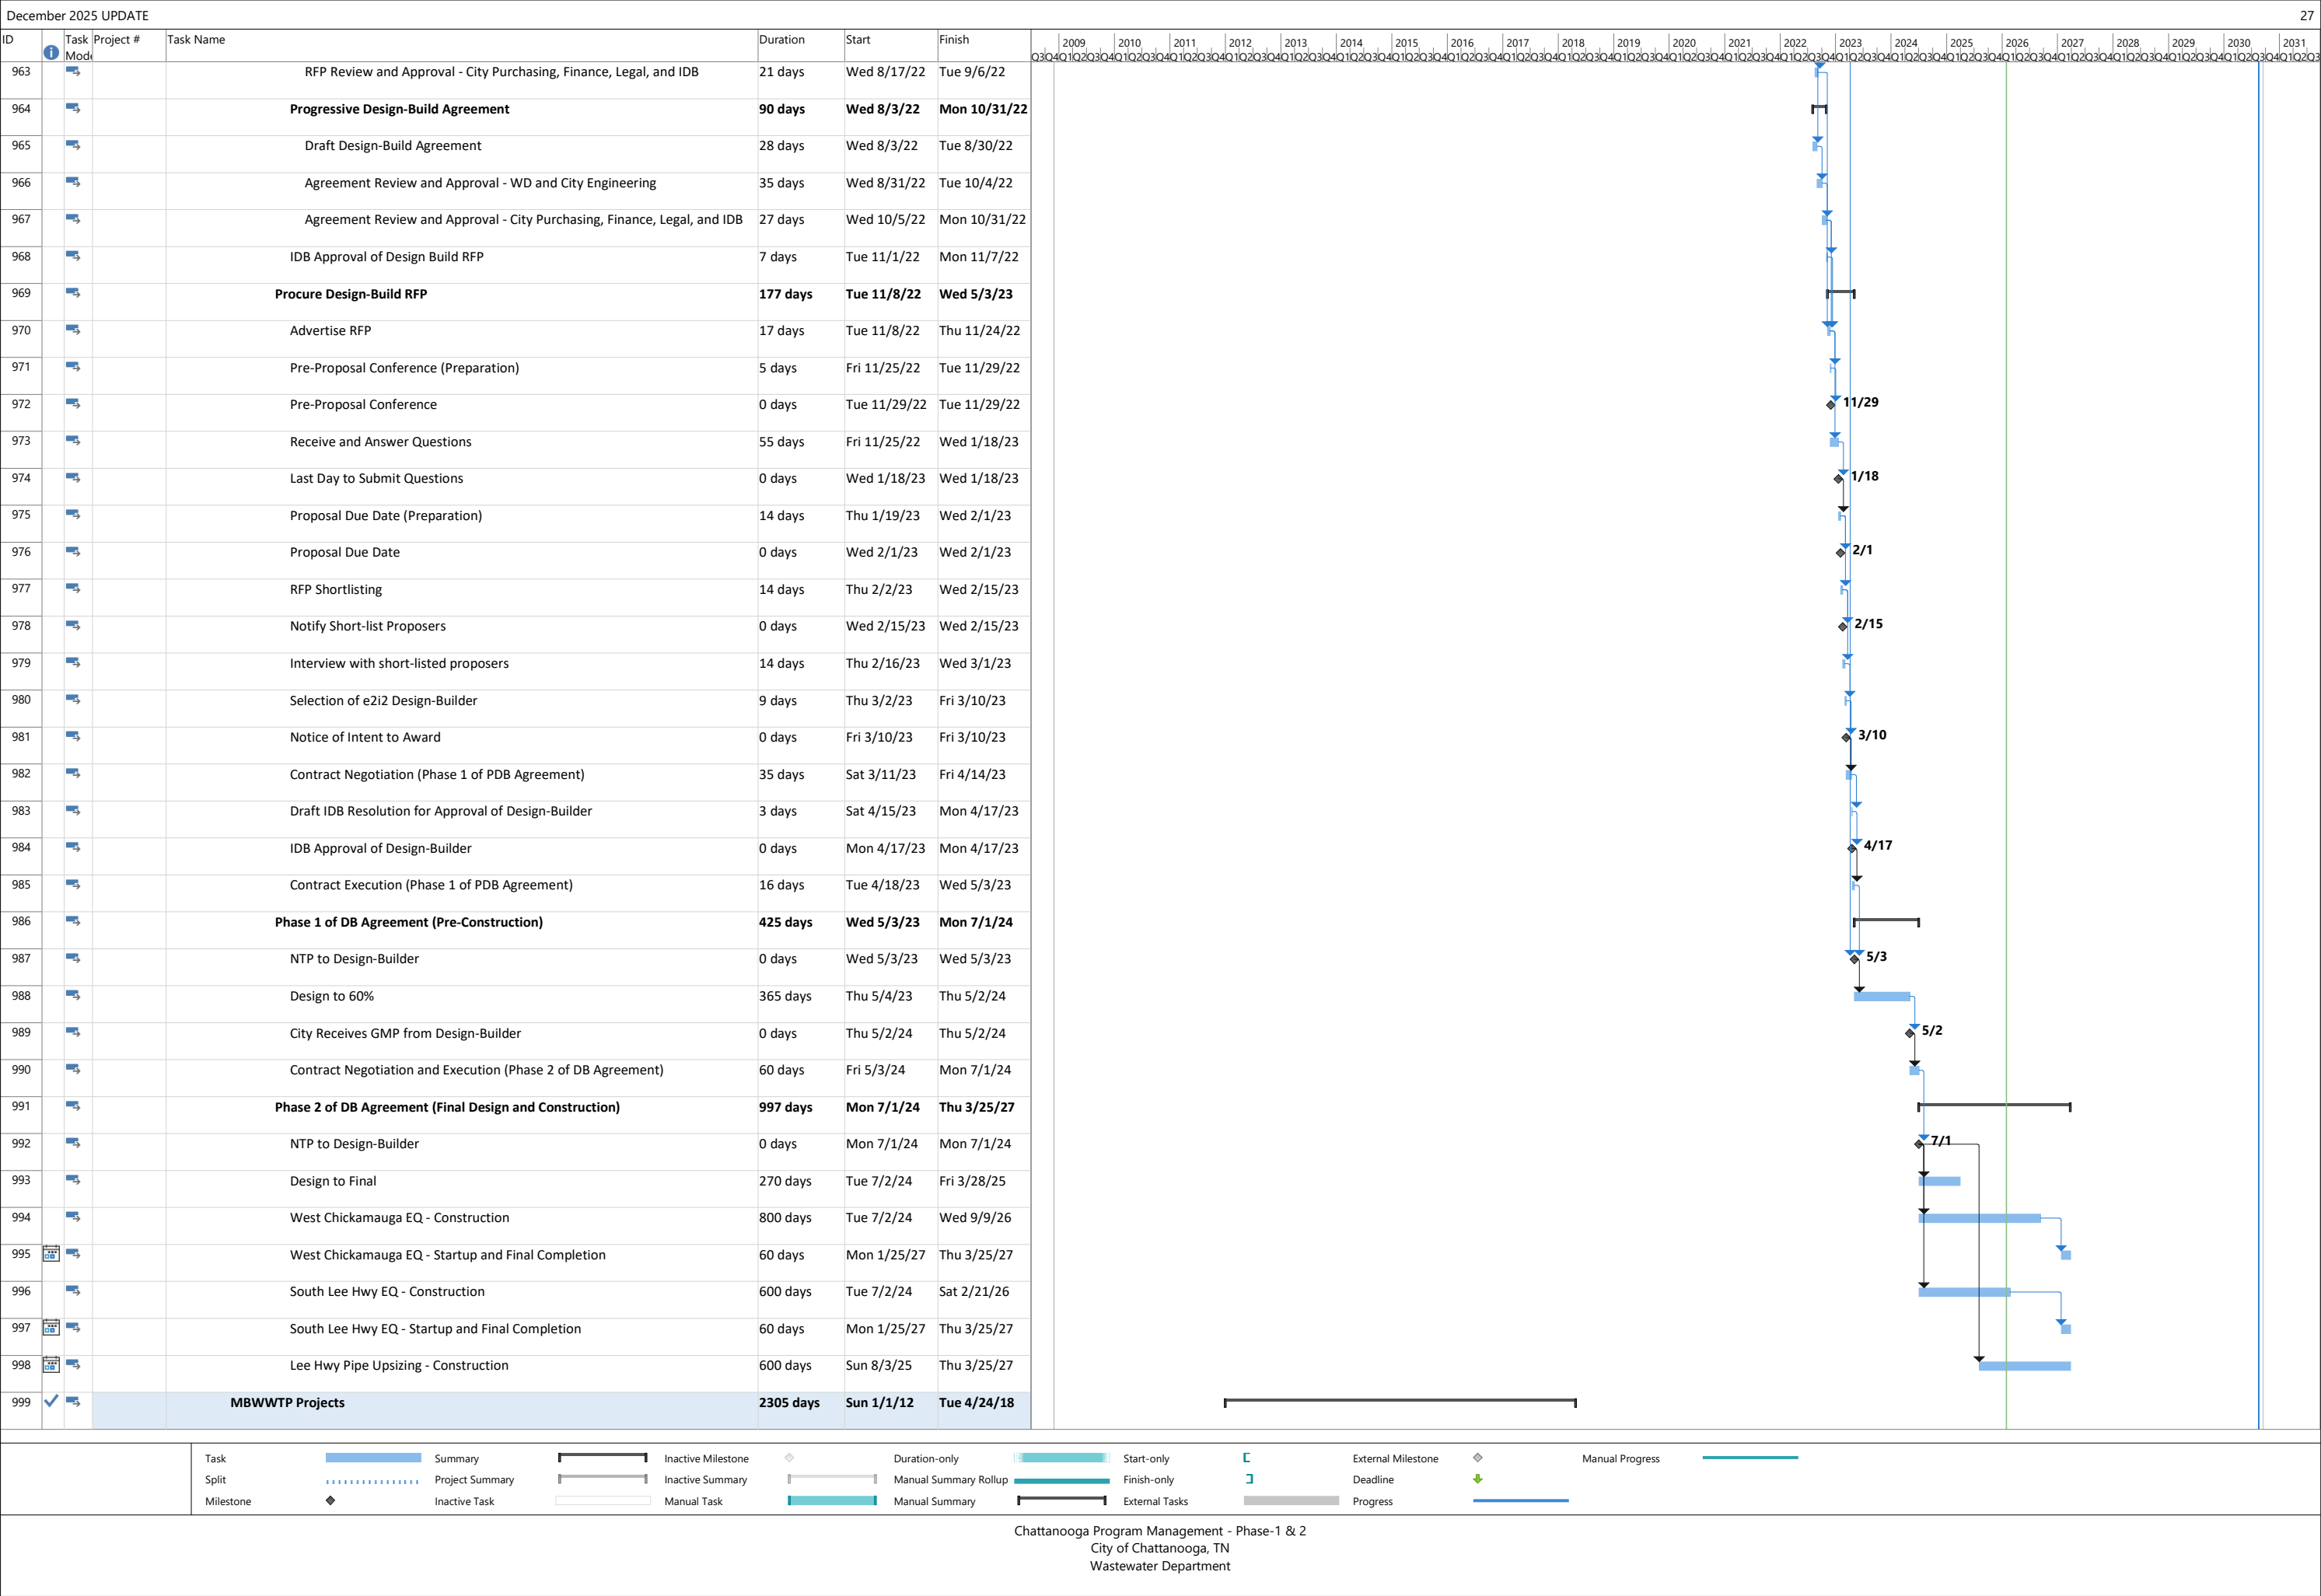 December 2025 UPDATE 27
ID Task Mode Project # Task Name Duration Start Finish
2009 2010 2011 2012 2013 2014 2015 2016 2017 2018 2019 2020 2021 2022 2023 2024 2025 2026 2027 2028 2029 2030 2031
963 RFP Review and Approval - City Purchasing, Finance, Legal, and IDB 21 days Wed 8/17/22 Tue 9/6/22
964 Progressive Design-Build Agreement 90 days Wed 8/3/22 Mon 10/31/22
965 Draft Design-Build Agreement 28 days Wed 8/3/22 Tue 8/30/22
966 Agreement Review and Approval - WD and City Engineering 35 days Wed 8/31/22 Tue 10/4/22
967 Agreement Review and Approval - City Purchasing, Finance, Legal, and IDB 27 days Wed 10/5/22 Mon 10/31/22
968 IDB Approval of Design Build RFP 7 days Tue 11/1/22 Mon 11/7/22
969 Procure Design-Build RFP 177 days Tue 11/8/22 Wed 5/3/23
970 Advertise RFP 17 days Tue 11/8/22 Thu 11/24/22
971 Pre-Proposal Conference (Preparation) 5 days Fri 11/25/22 Tue 11/29/22
972 Pre-Proposal Conference 0 days Tue 11/29/22 Tue 11/29/22 11/29
973 Receive and Answer Questions 55 days Fri 11/25/22 Wed 1/18/23
974 Last Day to Submit Questions 0 days Wed 1/18/23 Wed 1/18/23 1/18
975 Proposal Due Date (Preparation) 14 days Thu 1/19/23 Wed 2/1/23
976 Proposal Due Date 0 days Wed 2/1/23 Wed 2/1/23 2/1
977 RFP Shortlisting 14 days Thu 2/2/23 Wed 2/15/23
978 Notify Short-list Proposers 0 days Wed 2/15/23 Wed 2/15/23 2/15
979 Interview with short-listed proposers 14 days Thu 2/16/23 Wed 3/1/23
980 Selection of e2i2 Design-Builder 9 days Thu 3/2/23 Fri 3/10/23
981 Notice of Intent to Award 0 days Fri 3/10/23 Fri 3/10/23 3/10
982 Contract Negotiation (Phase 1 of PDB Agreement) 35 days Sat 3/11/23 Fri 4/14/23
983 Draft IDB Resolution for Approval of Design-Builder 3 days Sat 4/15/23 Mon 4/17/23
984 IDB Approval of Design-Builder 0 days Mon 4/17/23 Mon 4/17/23 4/17
985 Contract Execution (Phase 1 of PDB Agreement) 16 days Tue 4/18/23 Wed 5/3/23
986 Phase 1 of DB Agreement (Pre-Construction) 425 days Wed 5/3/23 Mon 7/1/24
987 NTP to Design-Builder 0 days Wed 5/3/23 Wed 5/3/23 5/3
988 Design to 60% 365 days Thu 5/4/23 Thu 5/2/24
989 City Receives GMP from Design-Builder 0 days Thu 5/2/24 Thu 5/2/24 5/2
990 Contract Negotiation and Execution (Phase 2 of DB Agreement) 60 days Fri 5/3/24 Mon 7/1/24
991 Phase 2 of DB Agreement (Final Design and Construction) 997 days Mon 7/1/24 Thu 3/25/27
992 NTP to Design-Builder 0 days Mon 7/1/24 Mon 7/1/24 7/1
993 Design to Final 270 days Tue 7/2/24 Fri 3/28/25
994 West Chickamauga EQ - Construction 800 days Tue 7/2/24 Wed 9/9/26
995 West Chickamauga EQ - Startup and Final Completion 60 days Mon 1/25/27 Thu 3/25/27
996 South Lee Hwy EQ - Construction 600 days Tue 7/2/24 Sat 2/21/26
997 South Lee Hwy EQ - Startup and Final Completion 60 days Mon 1/25/27 Thu 3/25/27
998 Lee Hwy Pipe Upsizing - Construction 600 days Sun 8/3/25 Thu 3/25/27
999 MBWWTP Projects 2305 days Sun 1/1/12 Tue 4/24/18
Task Summary Inactive Milestone Duration-only Start-only External Milestone Manual Progress
Split Project Summary Inactive Summary Manual Summary Rollup Finish-only Deadline
Milestone Inactive Task Manual Task Manual Summary External Tasks Progress
Chattanooga Program Management - Phase-1 & 2
City of Chattanooga, TN
Wastewater Department